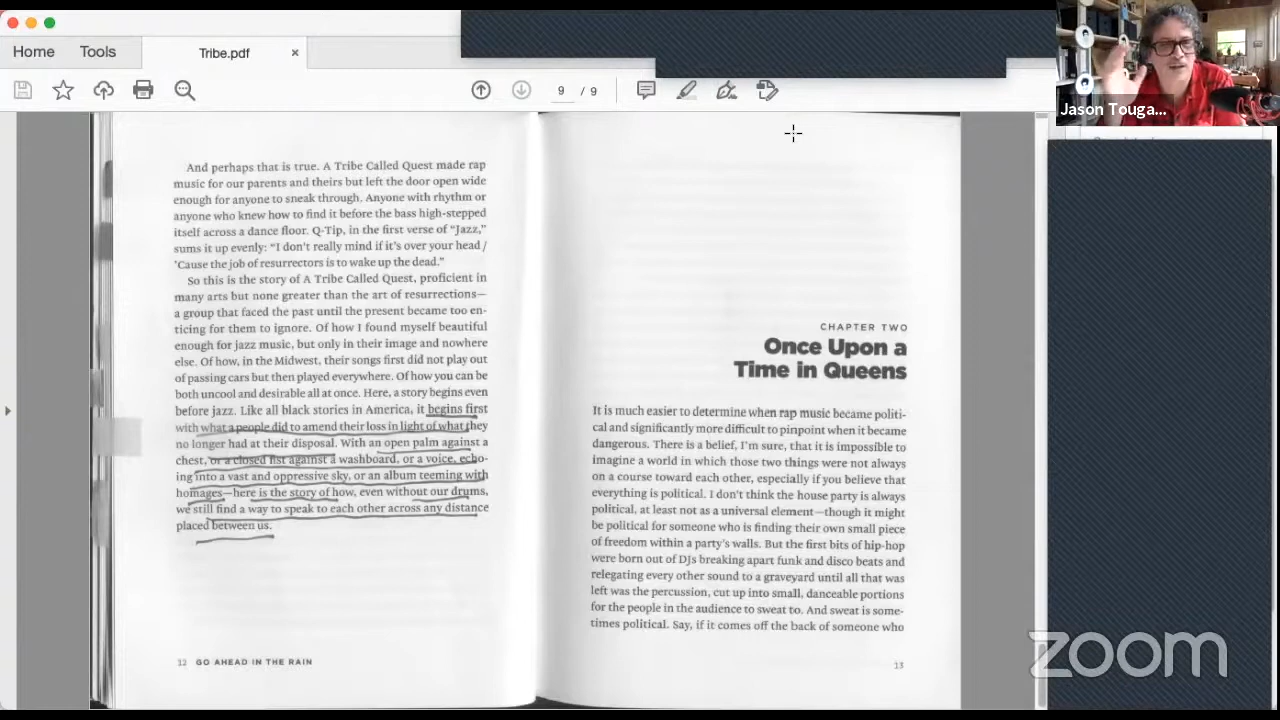 Home
Tools
Tribe.pdf
×
9 / 9
Jason Touga...
And perhaps that is true. A Tribe Called Quest made rap
music for our parents and theirs but left the door open wide
enough for anyone to sneak through. Anyone with rhythm or
anyone who knew how to find it before the bass high-stepped
itself across a dance floor. Q-Tip, in the first verse of “Jazz,”
sums it up evenly: “I don’t really mind if it’s over your head /
’Cause the job of resurrectors is to wake up the dead.”
So this is the story of A Tribe Called Quest, proficient in
many arts but none greater than the art of resurrections—
a group that faced the past until the present became too en-
ticing for them to ignore. Of how I found myself beautiful
enough for jazz music, but only in their image and nowhere
else. Of how, in the Midwest, their songs first did not play out
of passing cars but then played everywhere. Of how you can be
both uncool and desirable all at once. Here, a story begins even
before jazz. Like all black stories in America, it begins first
with what a people did to amend their loss in light of what they
no longer had at their disposal. With an open palm against a
chest, or a closed fist against a washboard, or a voice, echo-
ing into a vast and oppressive sky, or an album teeming with
homages—here is the story of how, even without our drums,
we still find a way to speak to each other across any distance
placed between us.
12 GO AHEAD IN THE RAIN
CHAPTER TWO
Once Upon a
Time in Queens
It is much easier to determine when rap music became politi-
cal and significantly more difficult to pinpoint when it became
dangerous. There is a belief, I’m sure, that it is impossible to
imagine a world in which those two things were not always
on a course toward each other, especially if you believe that
everything is political. I don’t think the house party is always
political, at least not as a universal element—though it might
be political for someone who is finding their own small piece
of freedom within a party’s walls. But the first bits of hip-hop
were born out of DJs breaking apart funk and disco beats and
relegating every other sound to a graveyard until all that was
left was the percussion, cut up into small, danceable portions
for the people in the audience to sweat to. And sweat is some-
times political. Say, if it comes off the back of someone who
13
zoom